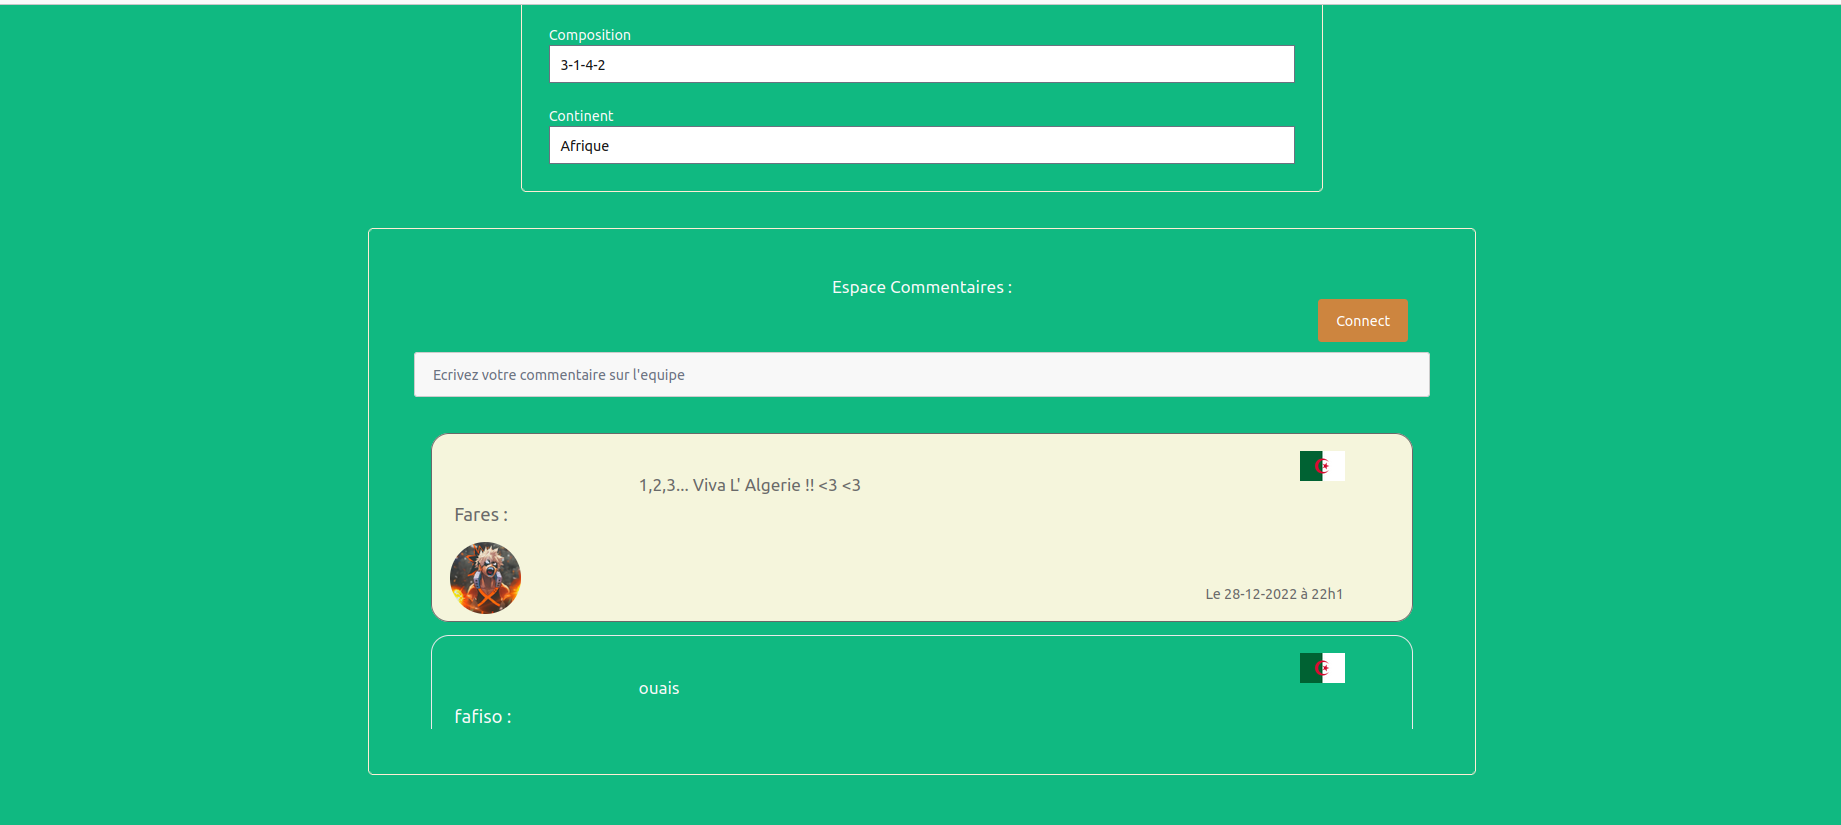 Composition
3-1-4-2
Continent
Afrique
Espace Commentaires :
Connect
Ecrivez votre commentaire sur l'equipe
1,2,3... Viva L' Algerie !! <3 <3
Fares :
Le 28-12-2022 à 22h1
ouais
fafiso :